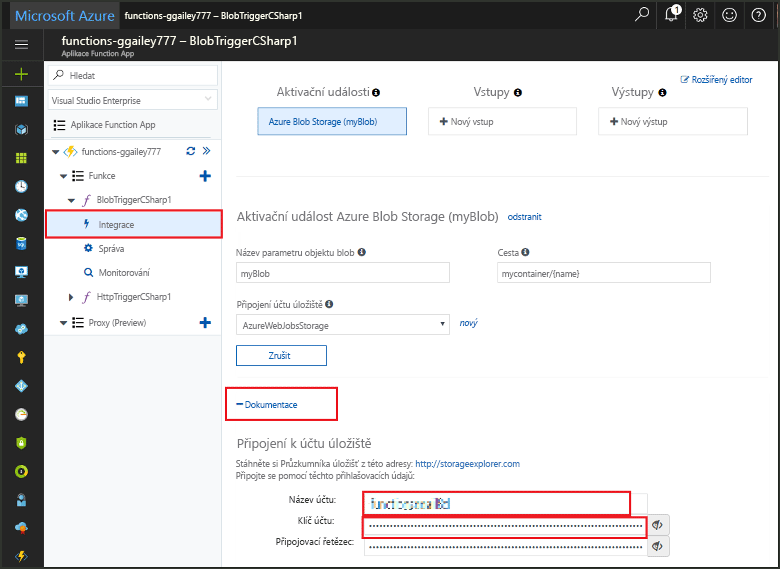 Microsoft Azure functions-ggailey777 – BlobTriggerCSharp1
1
functions-ggailey777 – BlobTriggerCSharp1
Aplikace Function App
Hledat
Visual Studio Enterprise
Aplikace Function App
functions-ggailey777
Funkce
BlobTriggerCSharp1
Integrace
Správa
Monitorování
HttpTriggerCSharp1
Proxy (Preview)
Rozšířený editor
Aktivační události Vstupy Výstupy
Azure Blob Storage (myBlob) Nový vstup Nový výstup
Aktivační událost Azure Blob Storage (myBlob) odstranit
Název parametru objektu blob Cesta
myBlob mycontainer/{name}
Připojení účtu úložiště
AzureWebJobsStorage nový
Zrušit
Dokumentace
Připojení k účtu úložiště
Stáhněte si Průzkumníka úložišť z této adresy: http://storageexplorer.com
Připojte se pomocí těchto přihlašovacích údajů:
Název účtu:
Klíč účtu:
Připojovací řetězec: